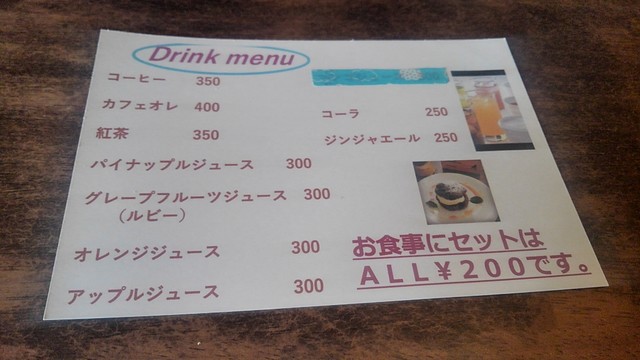 Drink menu
コーヒー 350
カフェオレ 400
紅茶 350
パイナップルジュース 300
グレープフルーツジュース 300
(ルビー)
オレンジジュース 300
アップルジュース 300
コーラ 250
ジンジャエール 250
お食事にセットは
ALL¥200です。